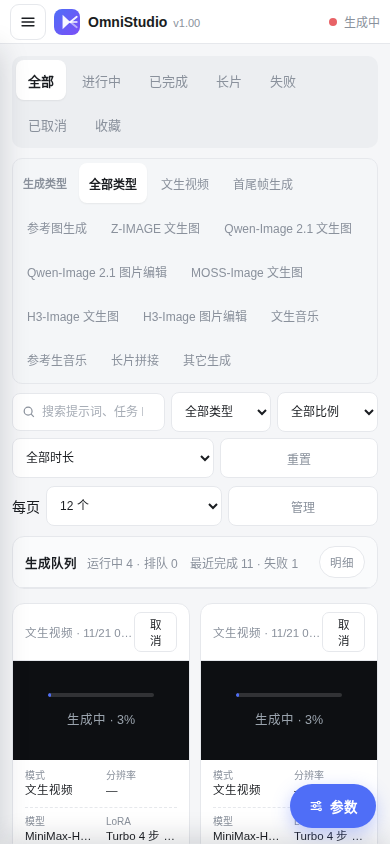 OmniStudio v1.00 生成中
全部 进行中 已完成 长片 失败
已取消 收藏
生成类型 全部类型 文生视频 首尾帧生成
参考图生成 Z-IMAGE 文生图 Qwen-Image 2.1 文生图
Qwen-Image 2.1 图片编辑 MOSS-Image 文生图
H3-Image 文生图 H3-Image 图片编辑 文生音乐
参考生音乐 长片拼接 其它生成
搜索提示词、任务 全部类型 全部比例
全部时长 重置
每页 12 个 管理
生成队列 运行中 4 · 排队 0 最近完成 11 · 失败 1 明细
文生视频 · 11/21 0… 取消 文生视频 · 11/21 0… 取消
生成中 · 3% 生成中 · 3%
模式 分辨率 模式 分辨率
文生视频 — 文生视频
模型 LoRA 模型
MiniMax-H… Turbo 4 步 … MiniMax-H… Turbo 4 步 …
参数